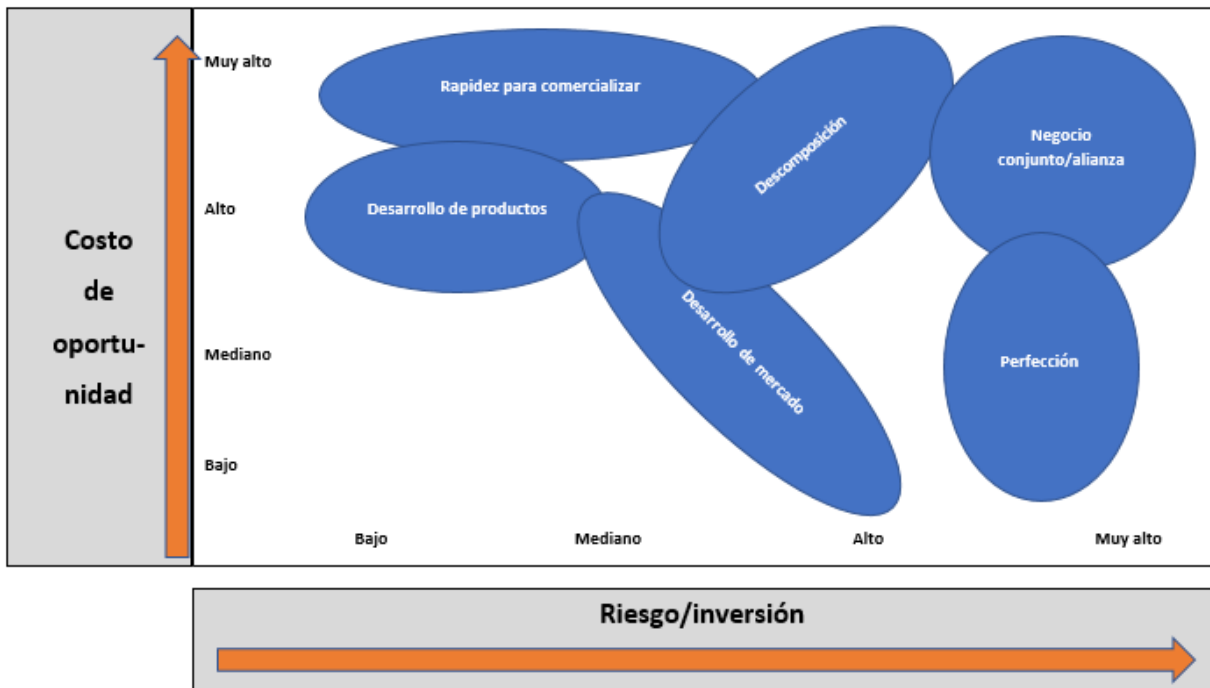 Muy alto
Rapidez para comercializar
Descomposición
Negocio
conjunto/alianza
Alto
Desarrollo de productos
Costo
de
oportu-
nidad
Desarrollo de mercado
Mediano
Perfección
Bajo
Bajo
Mediano
Alto
Muy alto
Riesgo/inversión